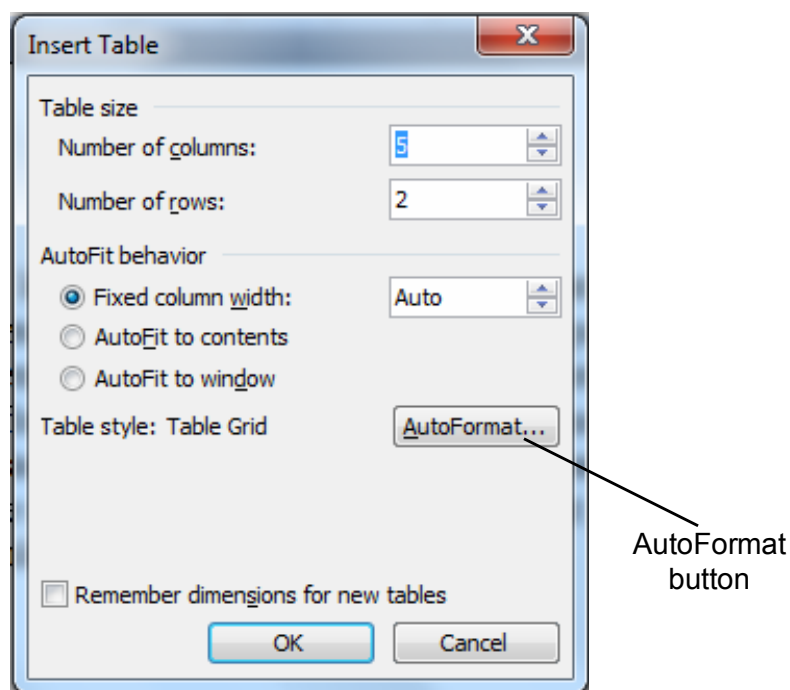 Insert Table
Table size
Number of columns: 5
Number of rows: 2
AutoFit behavior
Fixed column width: Auto
AutoFit to contents
AutoFit to window
Table style: Table Grid AutoFormat...
AutoFormat
button
Remember dimensions for new tables
OK Cancel